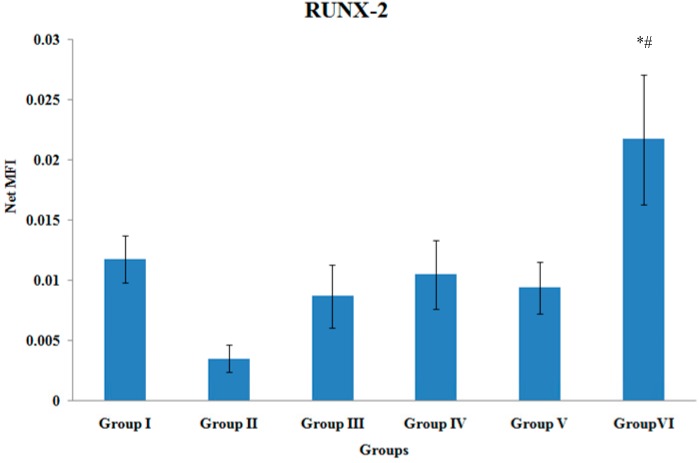 RUNX-2
0.03
*#
0.025
0.02
0.015
0.01
0.005
0
Net MFI
Group I Group II Group III Group IV Group V GroupVI
Groups